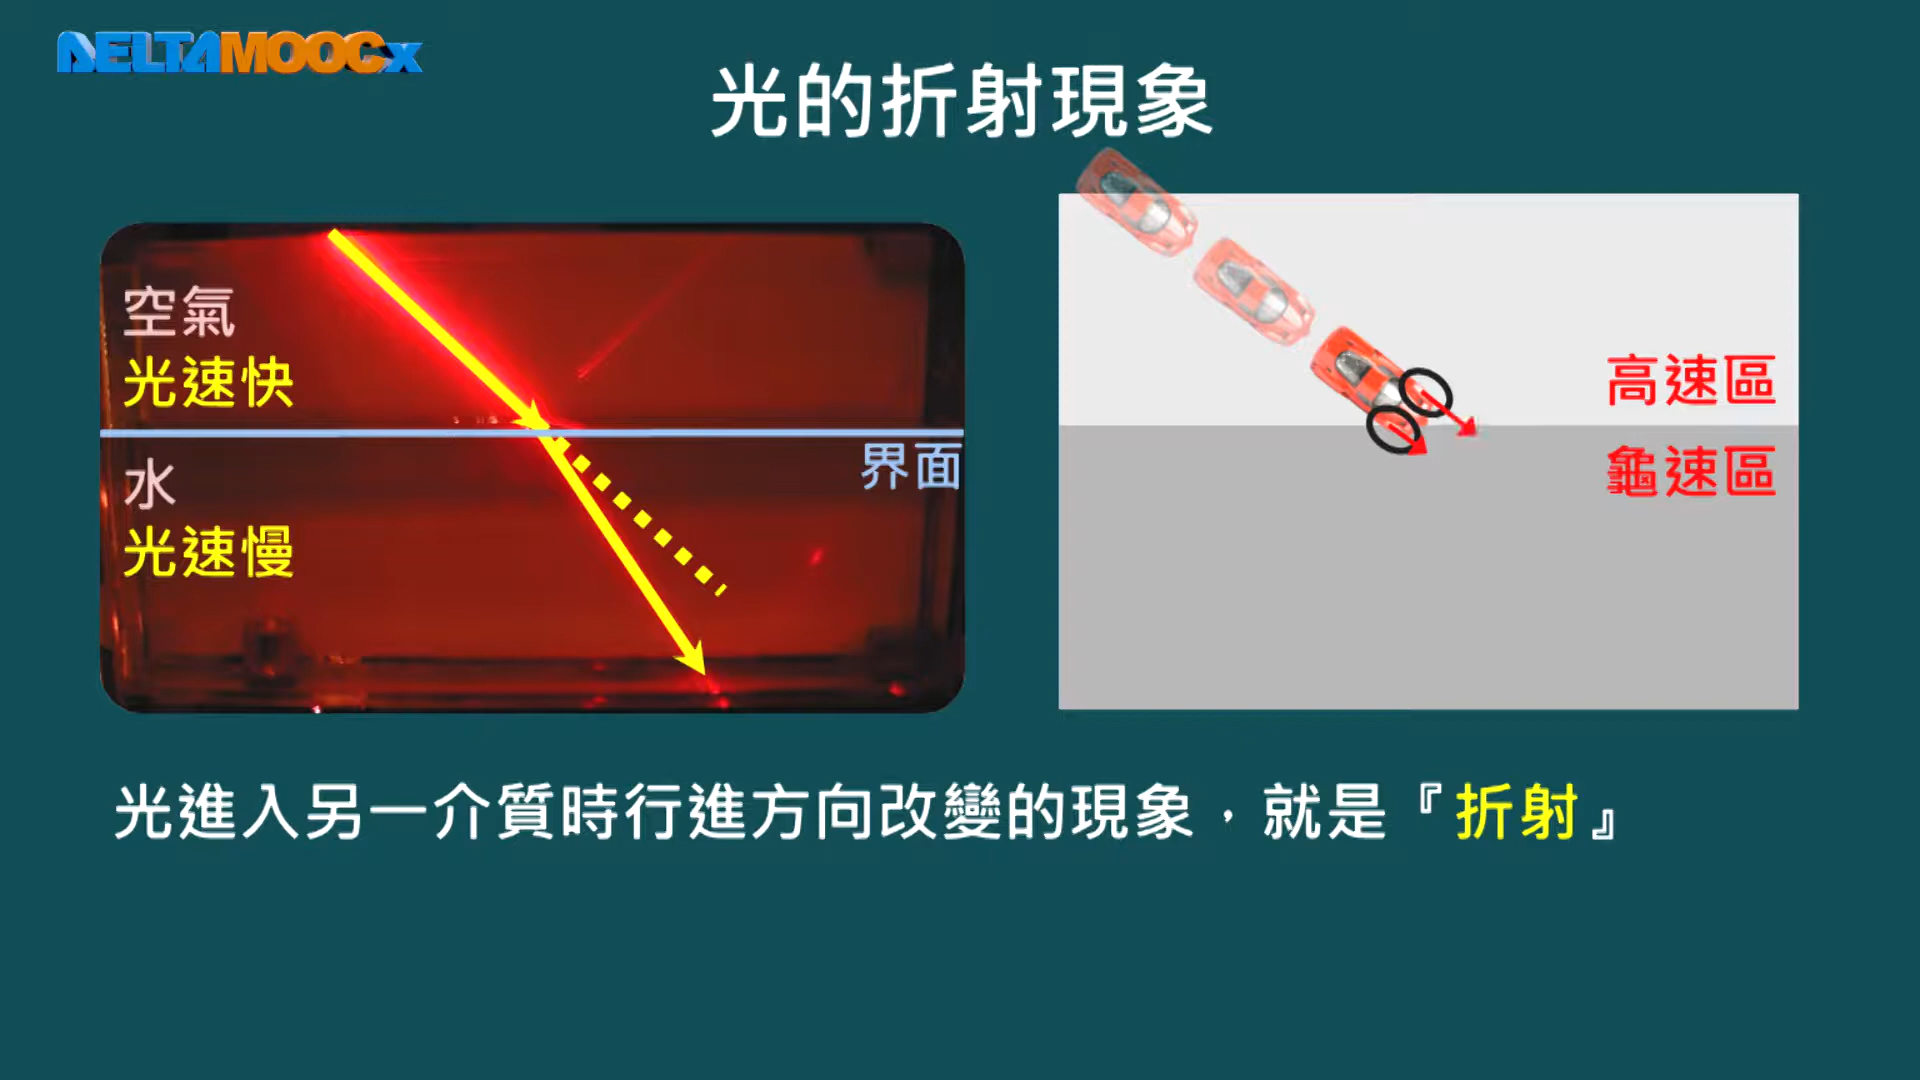 DELTAMOOCx
光的折射現象
空氣
光速快
界面
水
光速慢
高速區
龜速區
光進入另一介質時行進方向改變的現象，就是『折射』